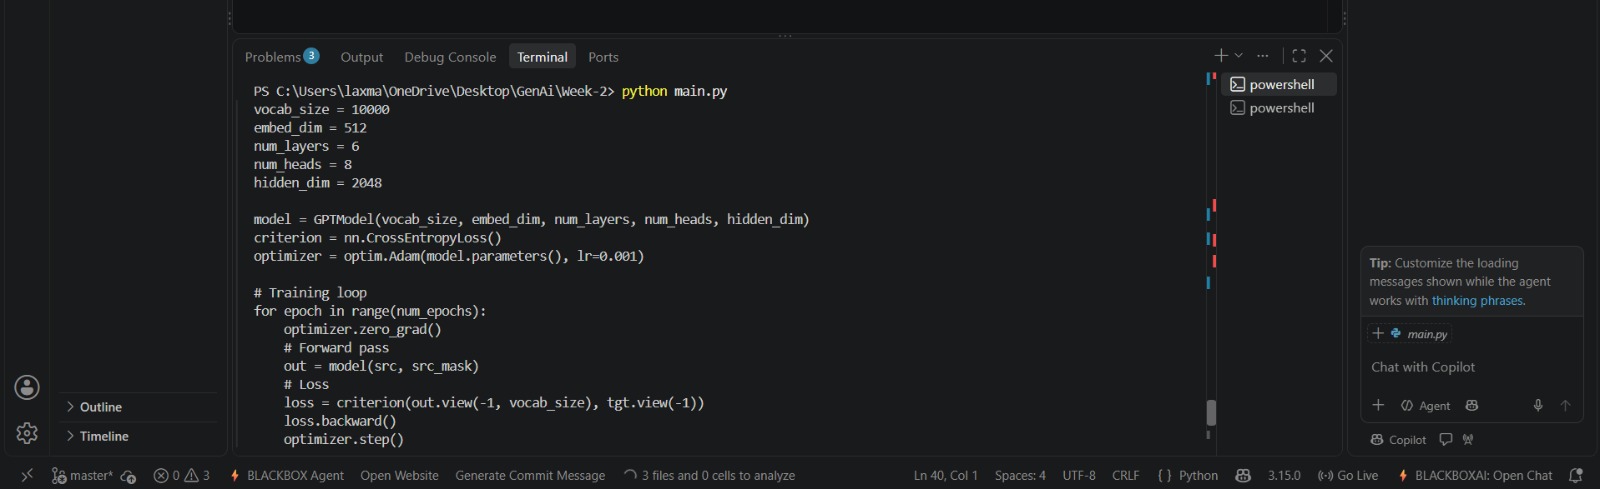 Problems 3 Output Debug Console Terminal Ports
PS C:\Users\laxma\OneDrive\Desktop\GenAi\Week-2> python main.py
vocab_size = 10000
embed_dim = 512
num_layers = 6
num_heads = 8
hidden_dim = 2048
model = GPTModel(vocab_size, embed_dim, num_layers, num_heads, hidden_dim)
criterion = nn.CrossEntropyLoss()
optimizer = optim.Adam(model.parameters(), lr=0.001)
# Training loop
for epoch in range(num_epochs):
    optimizer.zero_grad()
    # Forward pass
    out = model(src, src_mask)
    # Loss
    loss = criterion(out.view(-1, vocab_size), tgt.view(-1))
    loss.backward()
    optimizer.step()
powershell
powershell
Tip: Customize the loading
messages shown while the agent
works with thinking phrases.
main.py
Chat with Copilot
Agent
Copilot
Outline
Timeline
master* 0 3 BLACKBOX Agent Open Website Generate Commit Message 3 files and 0 cells to analyze Ln 40, Col 1 Spaces: 4 UTF-8 CRLF { } Python 3.15.0 Go Live BLACKBOXAI: Open Chat